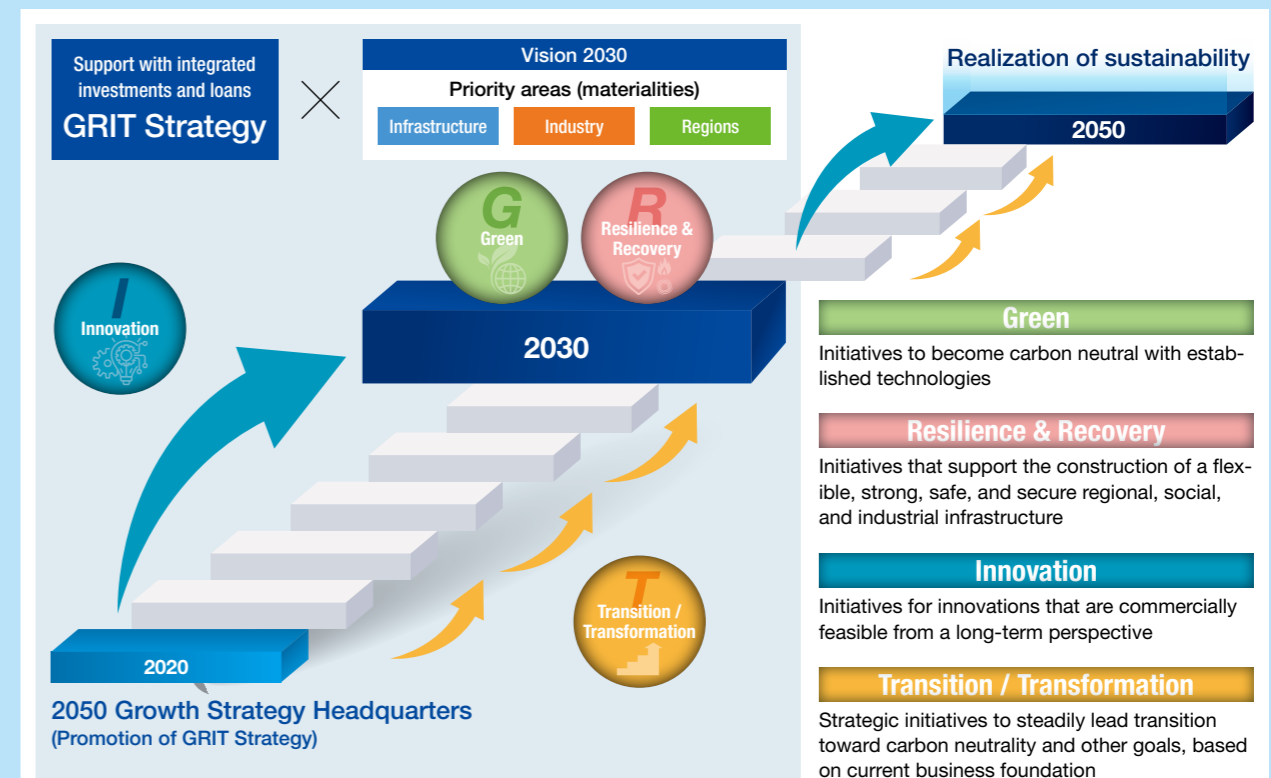 Support with integrated
investments and loans
GRIT Strategy
Vision 2030
Priority areas (materialities)
Infrastructure
Industry
Regions
Realization of sustainability
2050
G
Green
R
Resilience &
Recovery
I
Innovation
2030
T
Transition /
Transformation
2020
2050 Growth Strategy Headquarters
(Promotion of GRIT Strategy)
Green
Initiatives to become carbon neutral with estab-
lished technologies
Resilience & Recovery
Initiatives that support the construction of a flex-
ible, strong, safe, and secure regional, social,
and industrial infrastructure
Innovation
Initiatives for innovations that are commercially
feasible from a long-term perspective
Transition / Transformation
Strategic initiatives to steadily lead transition
toward carbon neutrality and other goals, based
on current business foundation